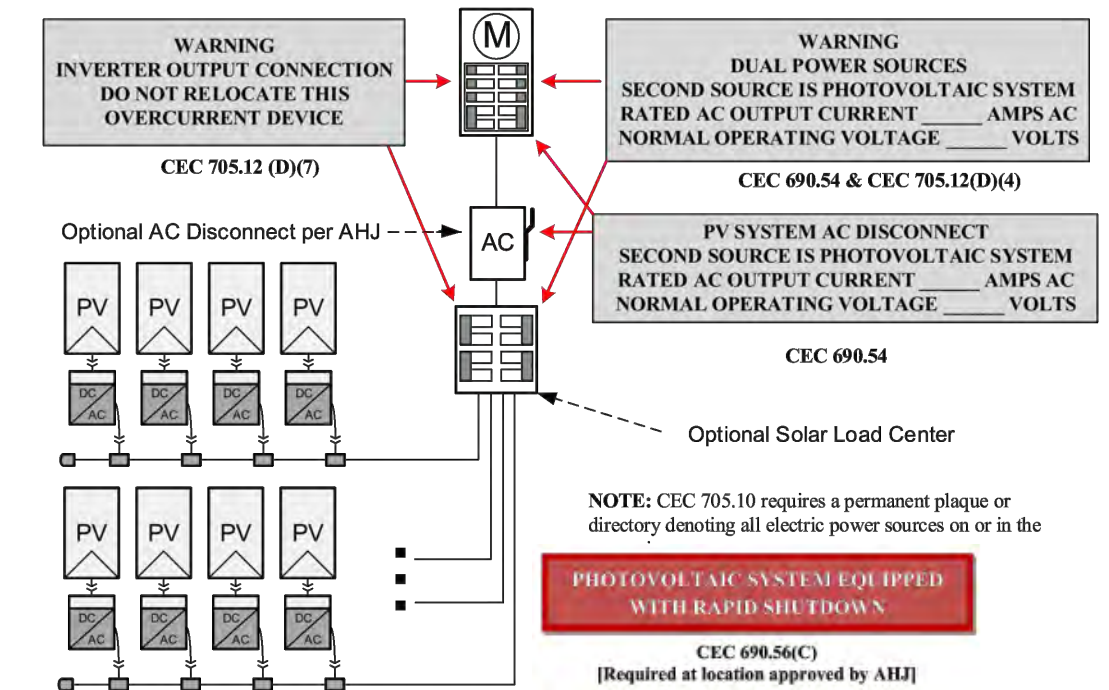 WARNING
INVERTER OUTPUT CONNECTION
DO NOT RELOCATE THIS
OVERCURRENT DEVICE
CEC 705.12 (D)(7)
M
WARNING
DUAL POWER SOURCES
SECOND SOURCE IS PHOTOVOLTAIC SYSTEM
RATED AC OUTPUT CURRENT ______ AMPS AC
NORMAL OPERATING VOLTAGE ______ VOLTS
CEC 690.54 & CEC 705.12(D)(4)
Optional AC Disconnect per AHJ
AC
PV SYSTEM AC DISCONNECT
SECOND SOURCE IS PHOTOVOLTAIC SYSTEM
RATED AC OUTPUT CURRENT ______ AMPS AC
NORMAL OPERATING VOLTAGE ______ VOLTS
CEC 690.54
PV PV PV PV
DC DC DC DC
AC AC AC AC
Optional Solar Load Center
PV PV PV PV
DC DC DC DC
AC AC AC AC
NOTE: CEC 705.10 requires a permanent plaque or
directory denoting all electric power sources on or in the
PHOTOVOLTAIC SYSTEM EQUIPPED
WITH RAPID SHUTDOWN
CEC 690.56(C)
[Required at location approved by AHJ]